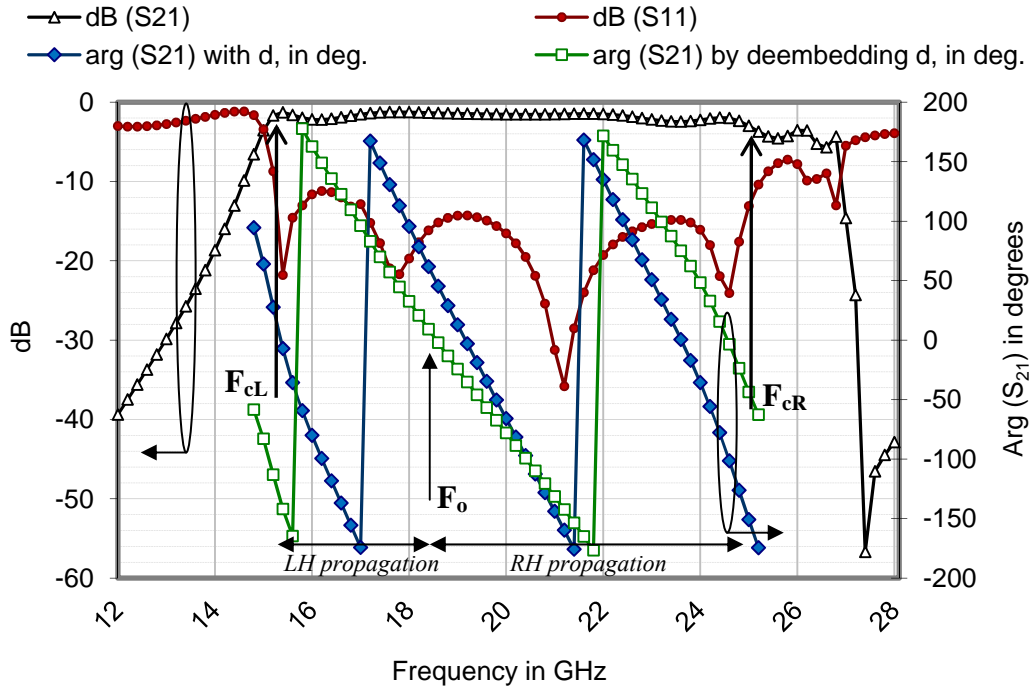 dB (S21)
dB (S11)
arg (S21) with d, in deg.
arg (S21) by deembedding d, in deg.
0
-10
-20
-30
-40
-50
-60
dB
200
150
100
50
0
-50
-100
-150
-200
Arg (S21) in degrees
FcL
Fo
FcR
LH propagation
RH propagation
12
14
16
18
20
22
24
26
28
Frequency in GHz